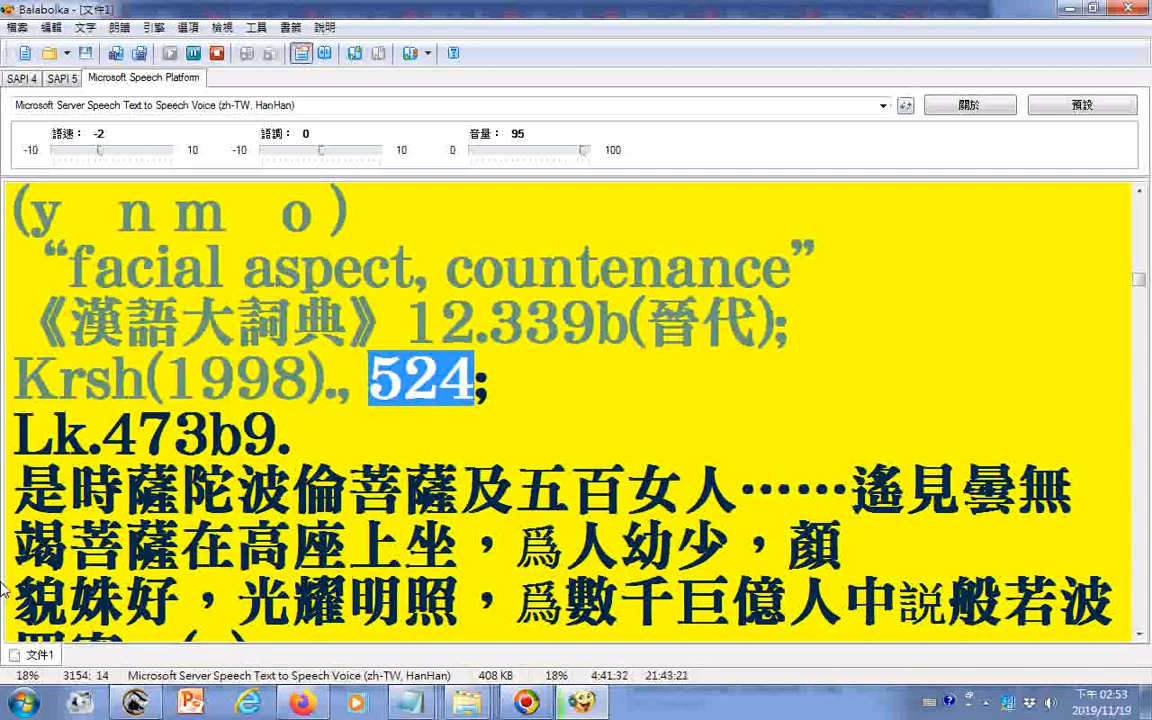 Balabolka - [文件1]
檔案 編輯 文字 朗讀 引擎 選項 檢視 工具 書籤 說明
SAPI 4 SAPI 5 Microsoft Speech Platform
Microsoft Server Speech Text to Speech Voice (zh-TW, HanHan) 關於 預設
語速： -2 語調： 0 音量： 95
-10 10 -10 10 0 100
(y n m o )
“facial aspect, countenance”
《漢語大詞典》 12.339b(晉代);
Krsh(1998)., 524;
Lk.473b9.
是時薩陀波倫菩薩及五百女人……遙見曇無
竭菩薩在高座上坐，爲人幼少，顏
貌姝好，光耀明照，爲數千巨億人中説般若波
文件1
18% 3154: 14 Microsoft Server Speech Text to Speech Voice (zh-TW, HanHan) 408 KB 18% 4:41:32 21:43:21
下午 02:53
2019/11/19